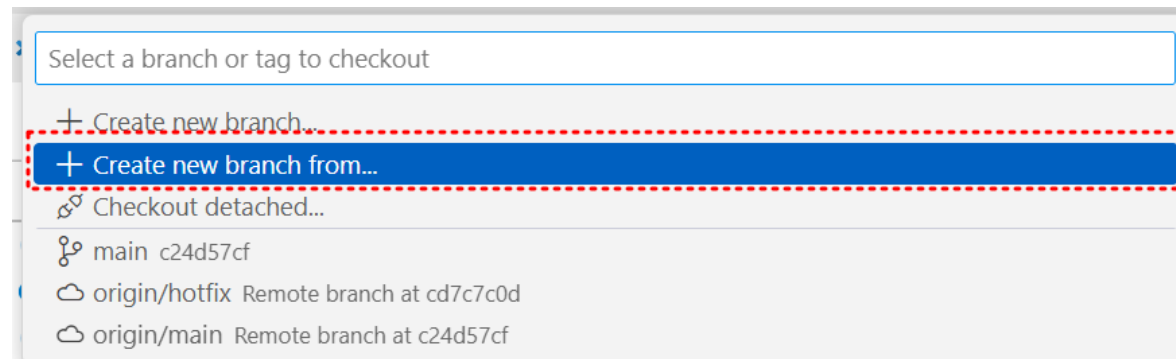 Select a branch or tag to checkout
Create new branch...
Create new branch from...
Checkout detached...
main c24d57cf
origin/hotfix Remote branch at cd7c7c0d
origin/main Remote branch at c24d57cf